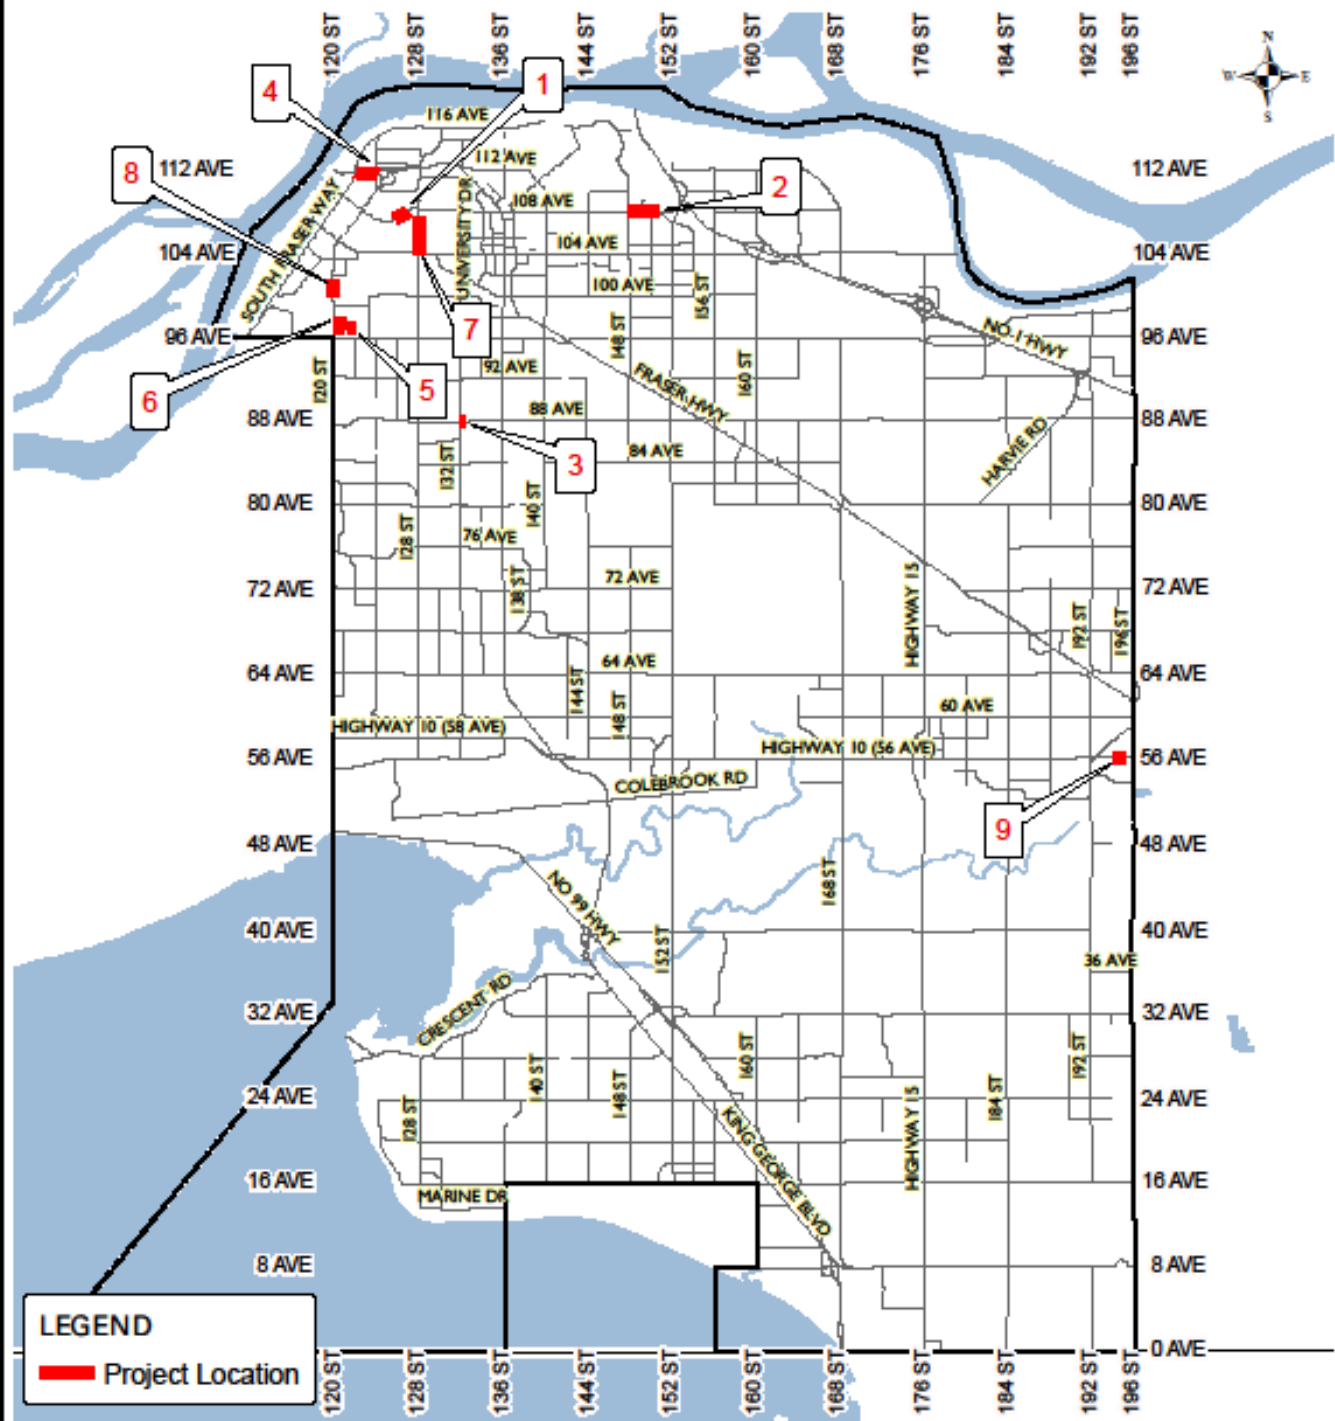 120 ST
128 ST
136 ST
144 ST
152 ST
160 ST
168 ST
176 ST
184 ST
192 ST
196 ST
N
W E
S
4
1
116 AVE
8
112 AVE
112 AVE
112 AVE
2
108 AVE
SOUTH FRASER WAY
UNIVERSITY DR
104 AVE
104 AVE
104 AVE
100 AVE
156 ST
7
148 ST
NO 1 HWY
96 AVE
96 AVE
120 ST
92 AVE
160 ST
FRASER HWY
6
5
88 AVE
88 AVE
88 AVE
HARVIE RD
84 AVE
3
132 ST
80 AVE
140 ST
80 AVE
128 ST
76 AVE
72 AVE
138 ST
72 AVE
HIGHWAY 15
72 AVE
192 ST
196 ST
64 AVE
64 AVE
64 AVE
144 ST
148 ST
60 AVE
HIGHWAY 10 (58 AVE)
HIGHWAY 10 (56 AVE)
56 AVE
56 AVE
COLEBROOK RD
9
48 AVE
48 AVE
168 ST
NO 99 HWY
40 AVE
152 ST
40 AVE
36 AVE
CRESCENT RD
32 AVE
32 AVE
160 ST
192 ST
140 ST
148 ST
24 AVE
184 ST
24 AVE
128 ST
KING GEORGE BLVD
HIGHWAY 15
16 AVE
MARINE DR
16 AVE
8 AVE
8 AVE
LEGEND
Project Location
0 AVE
120 ST
128 ST
136 ST
144 ST
152 ST
160 ST
168 ST
176 ST
184 ST
192 ST
196 ST